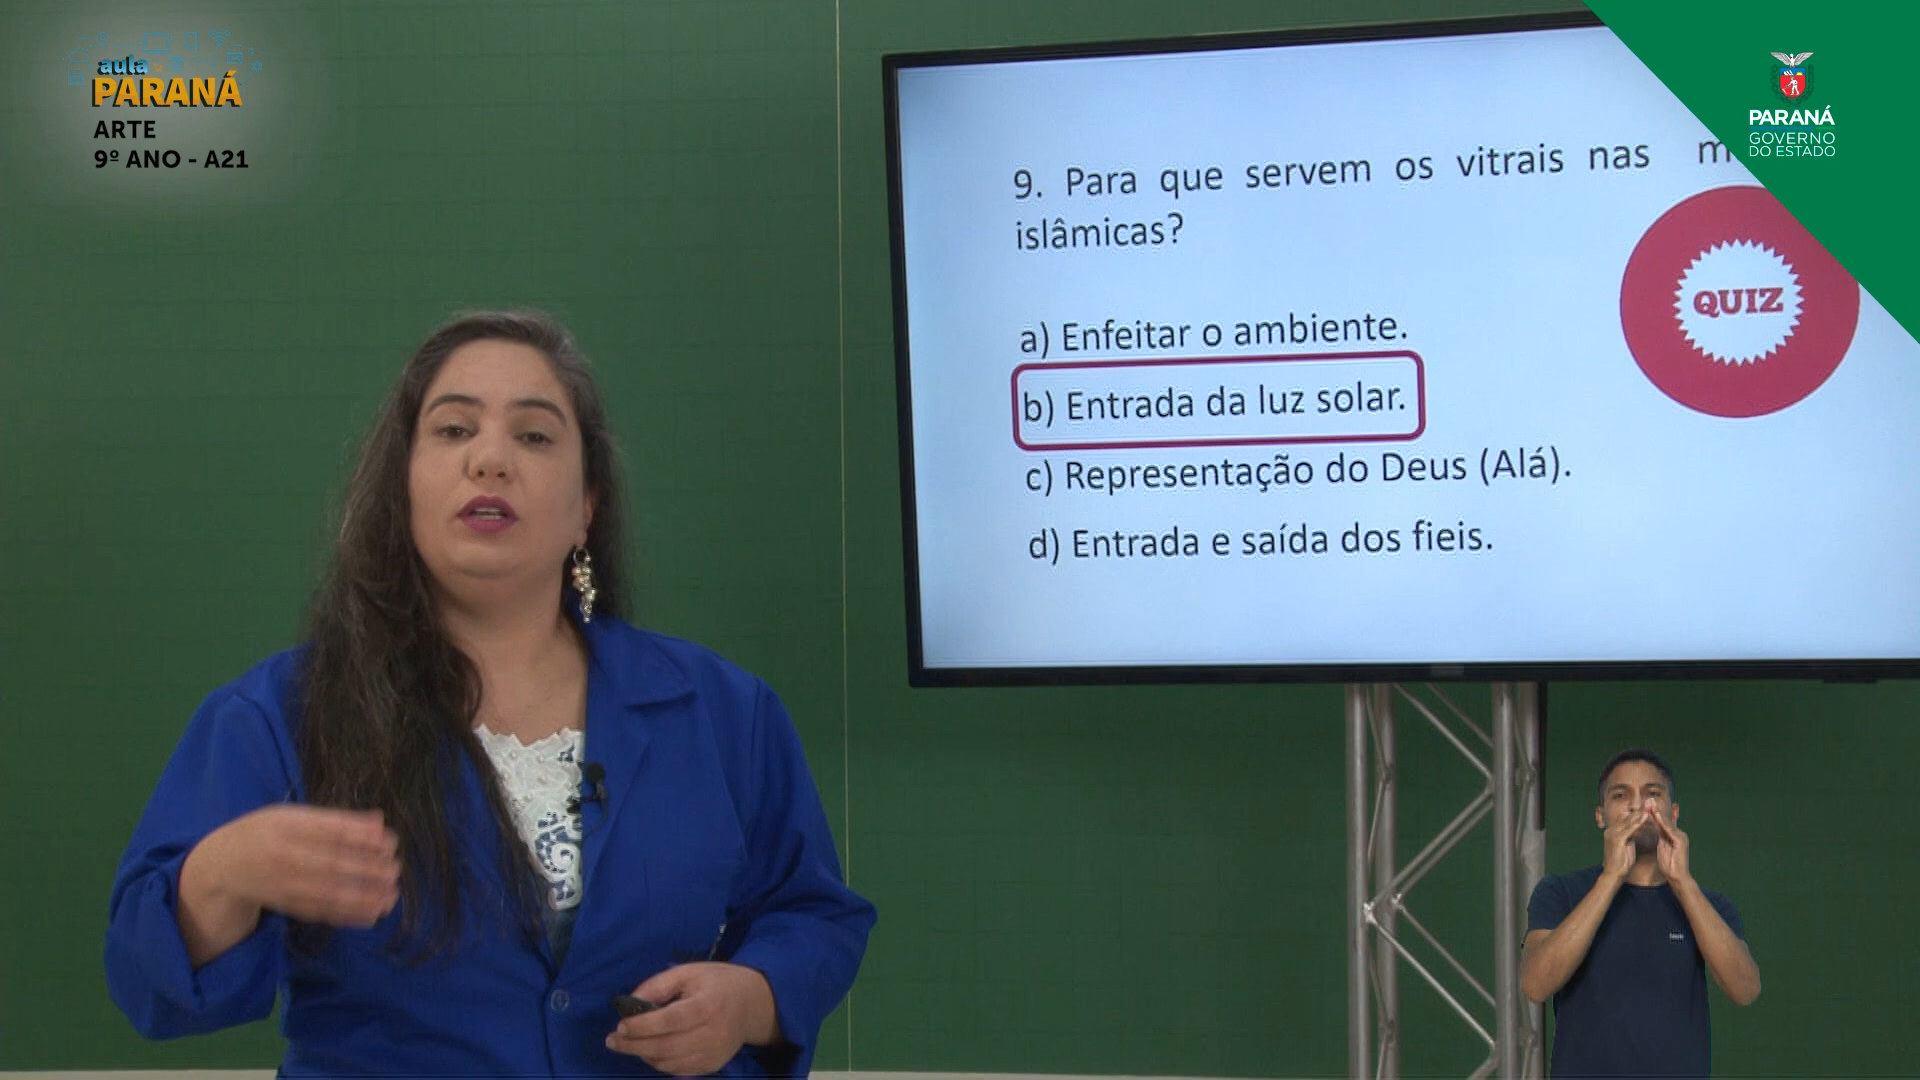 aula
PARANÁ
ARTE
9º ANO - A21
PARANÁ
GOVERNO
DO ESTADO
9. Para que servem os vitrais nas
islâmicas?
QUIZ
a) Enfeitar o ambiente.
b) Entrada da luz solar.
c) Representação do Deus (Alá).
d) Entrada e saída dos fieis.